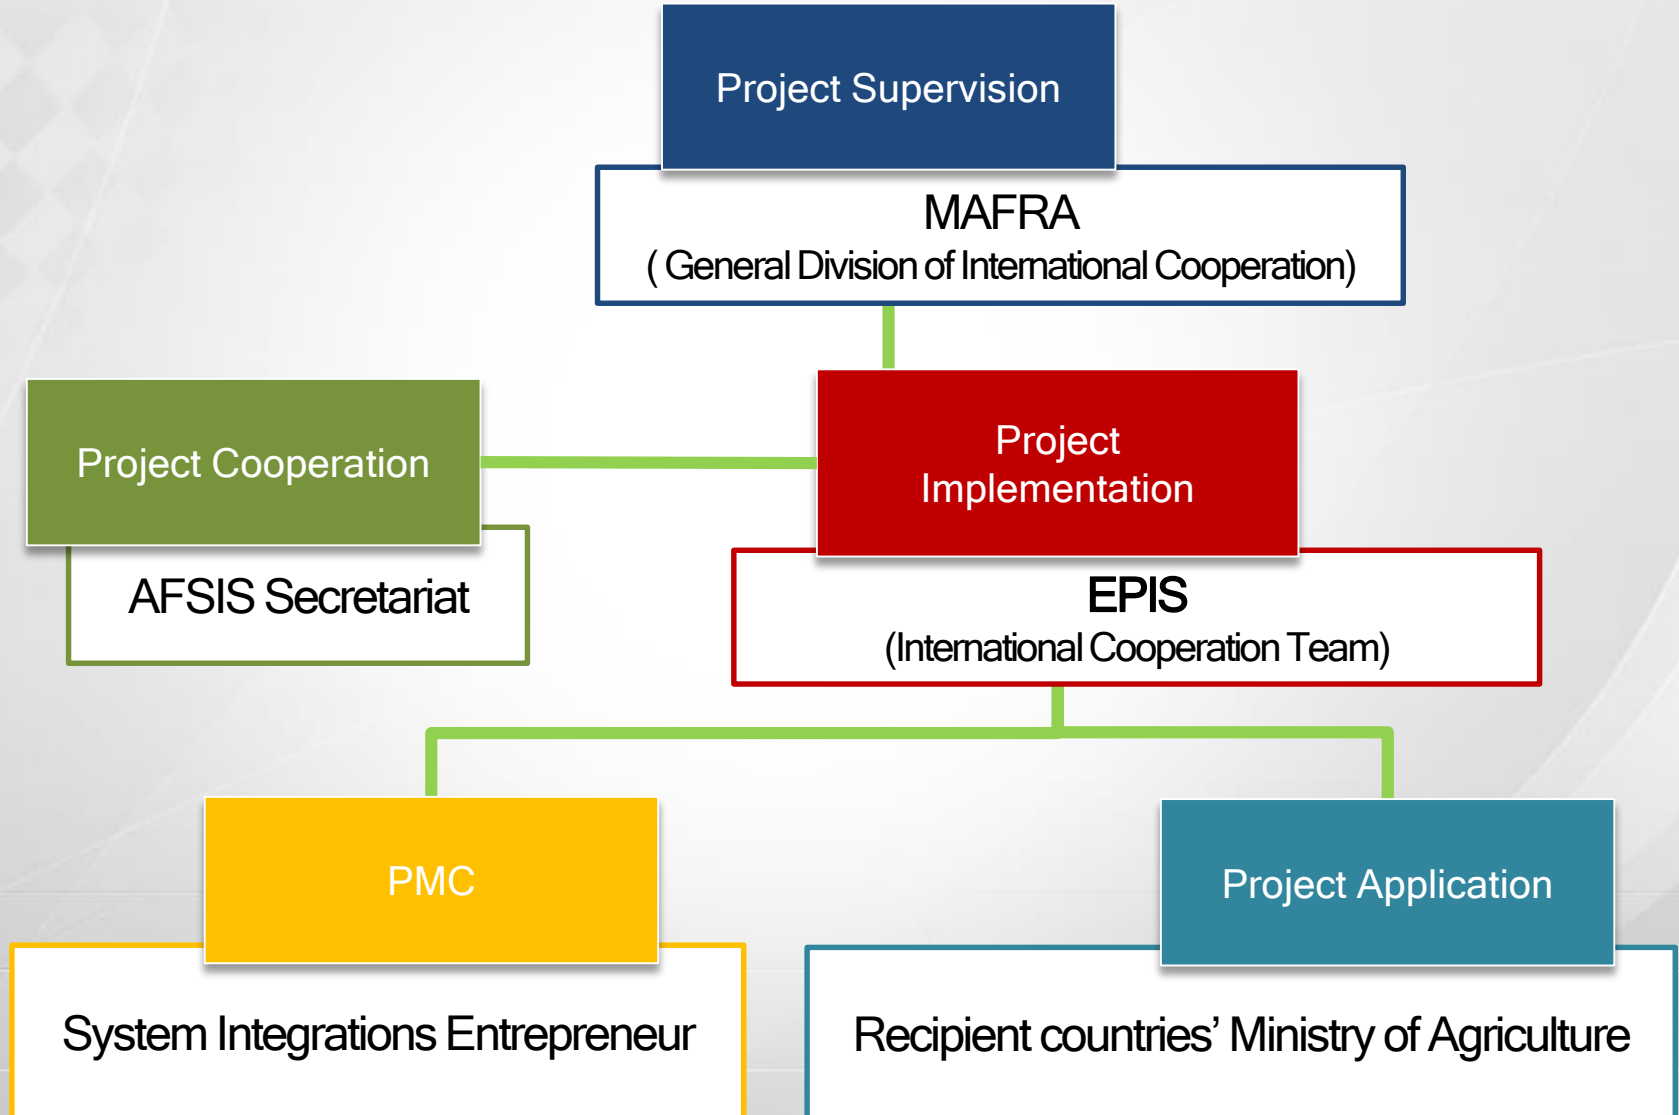 Project Supervision
MAFRA
( General Division of International Cooperation)
Project Cooperation
AFSIS Secretariat
Project
Implementation
EPIS
(International Cooperation Team)
PMC
System Integrations Entrepreneur
Project Application
Recipient countries’ Ministry of Agriculture